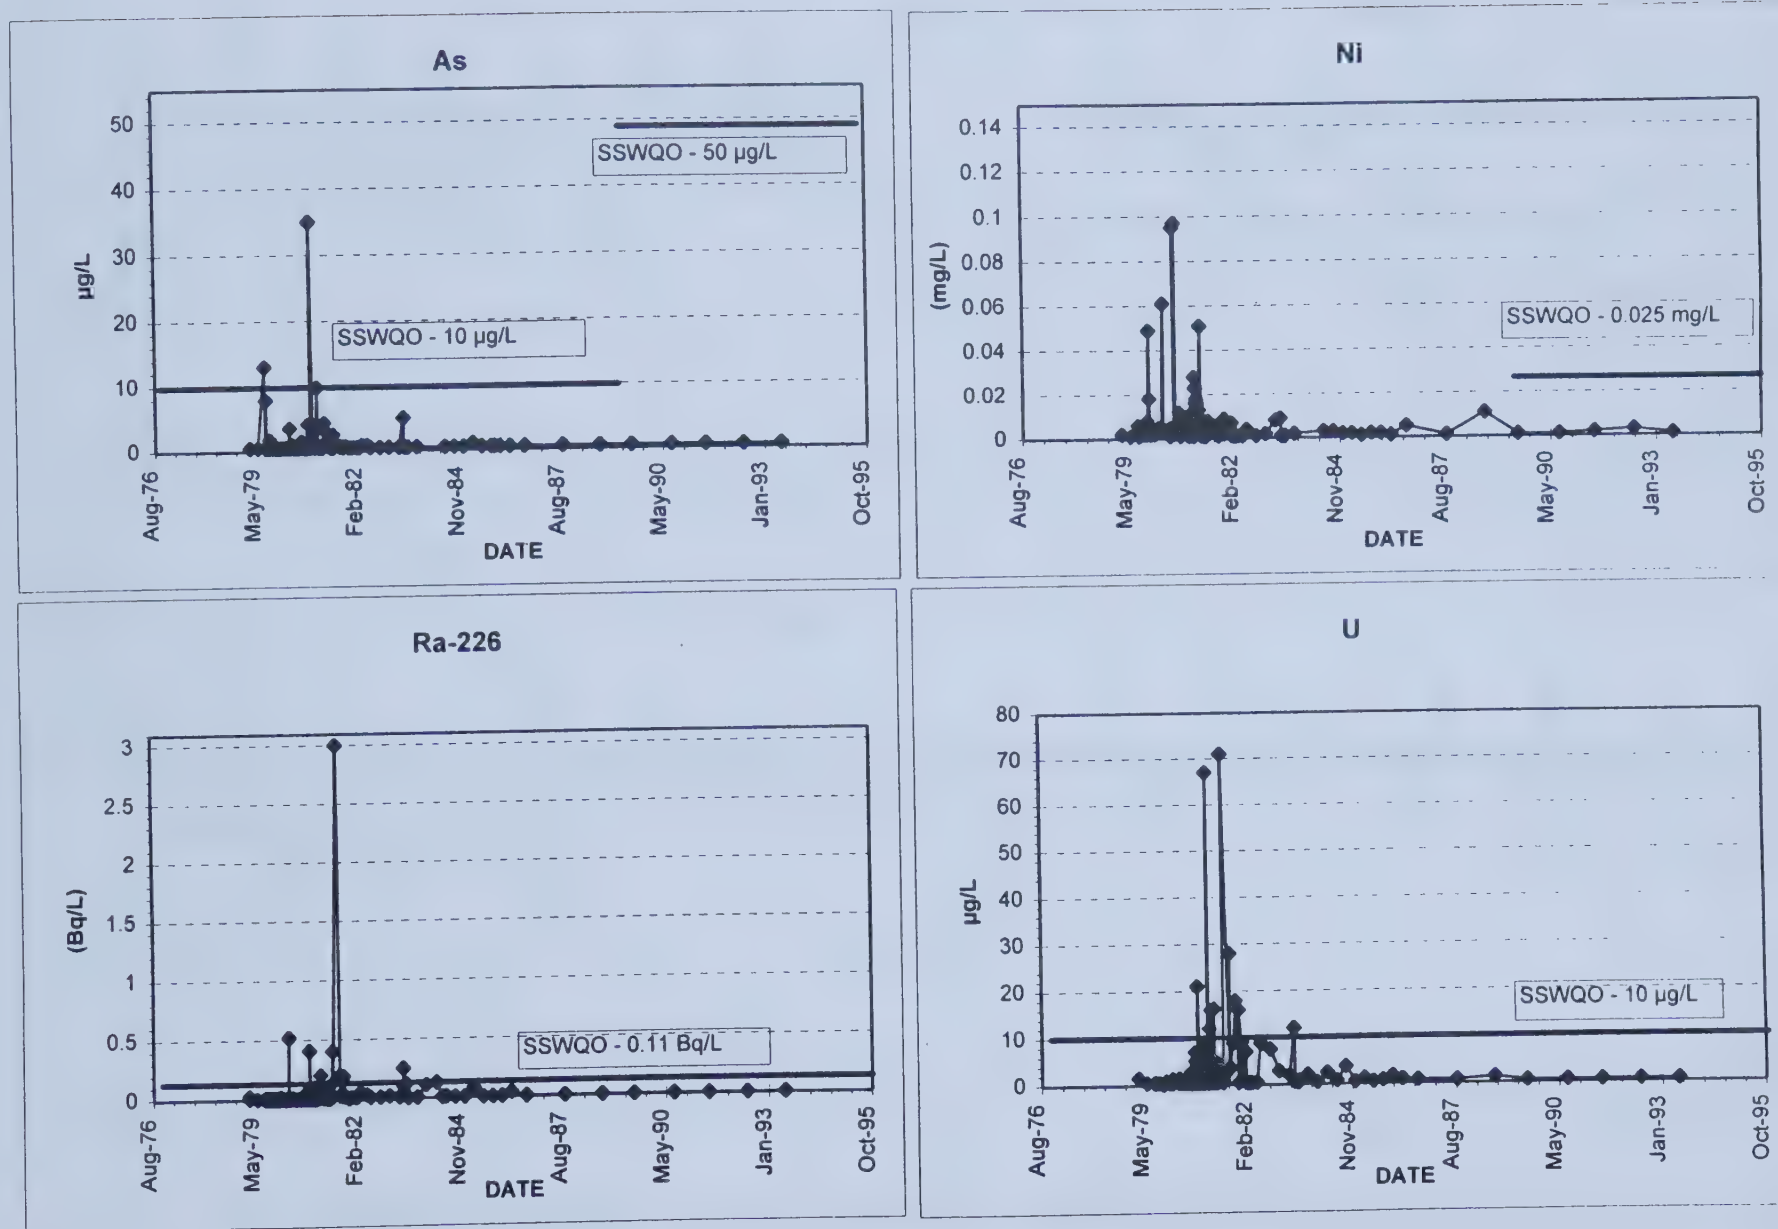 As
50
40
30
20
10
0
µg/L
SSWQO - 50 µg/L
SSWQO - 10 µg/L
Aug-76
May-79
Feb-82
Nov-84
Aug-87
May-90
Jan-93
Oct-95
DATE
Ni
0.14
0.12
0.1
0.08
0.06
0.04
0.02
0
(mg/L)
SSWQO - 0.025 mg/L
Aug-76
May-79
Feb-82
Nov-84
Aug-87
May-90
Jan-93
Oct-95
DATE
Ra-226
3
2.5
2
1.5
1
0.5
0
(Bq/L)
SSWQO - 0.11 Bq/L
Aug-76
May-79
Feb-82
Nov-84
Aug-87
May-90
Jan-93
Oct-95
DATE
U
80
70
60
50
40
30
20
10
0
µg/L
SSWQO - 10 µg/L
Aug-76
May-79
Feb-82
Nov-84
Aug-87
May-90
Jan-93
Oct-95
DATE